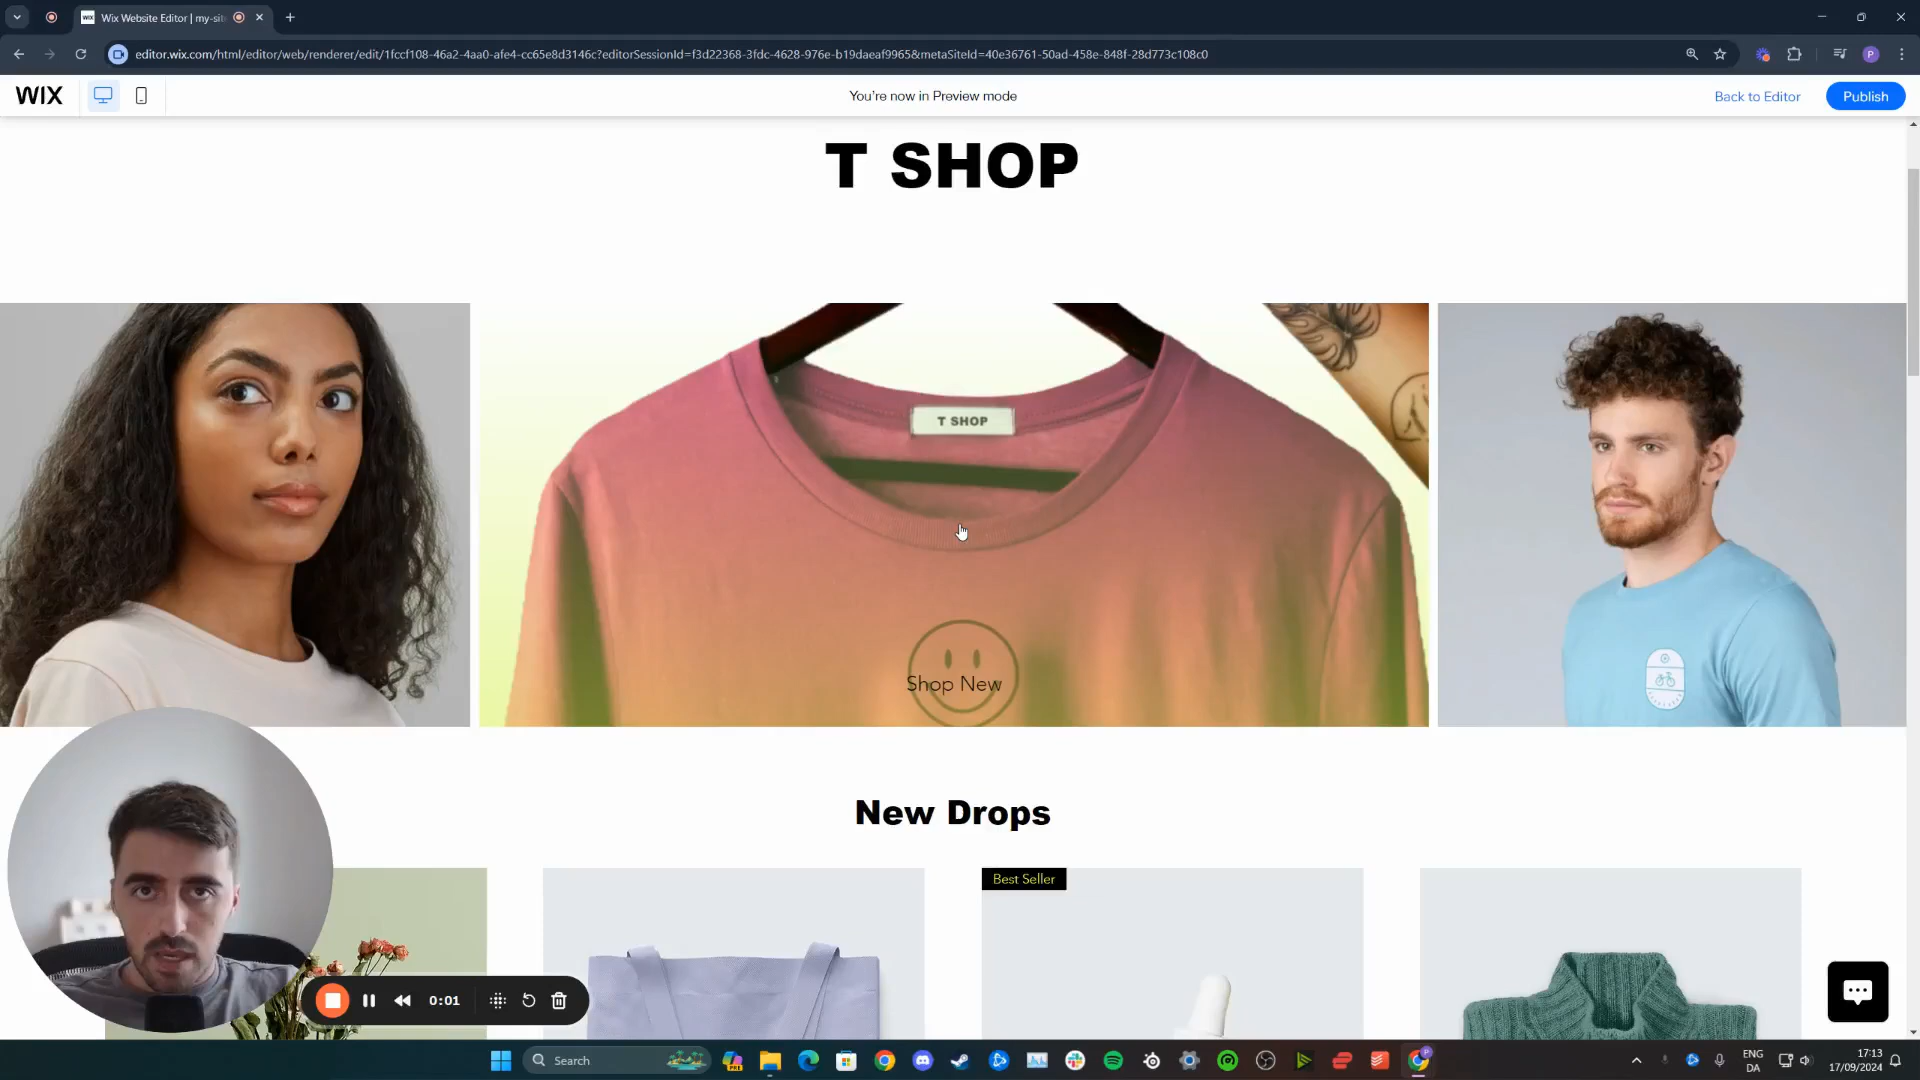 Wix Website Editor | my-sit
editor.wix.com/html/editor/web/renderer/edit/1fccf108-46a2-4aa0-afe4-cc65e8d3146c?editorSessionId=f3d22368-3fdc-4628-976e-b19daeaf9965&metaSiteId=40e36761-50ad-458e-848f-28d773c108c0
P
WIX
You're now in Preview mode
Back to Editor
Publish
T SHOP
T SHOP
Shop New
New Drops
Best Seller
0:01
Search
ENG
DA
17:13
17/09/2024